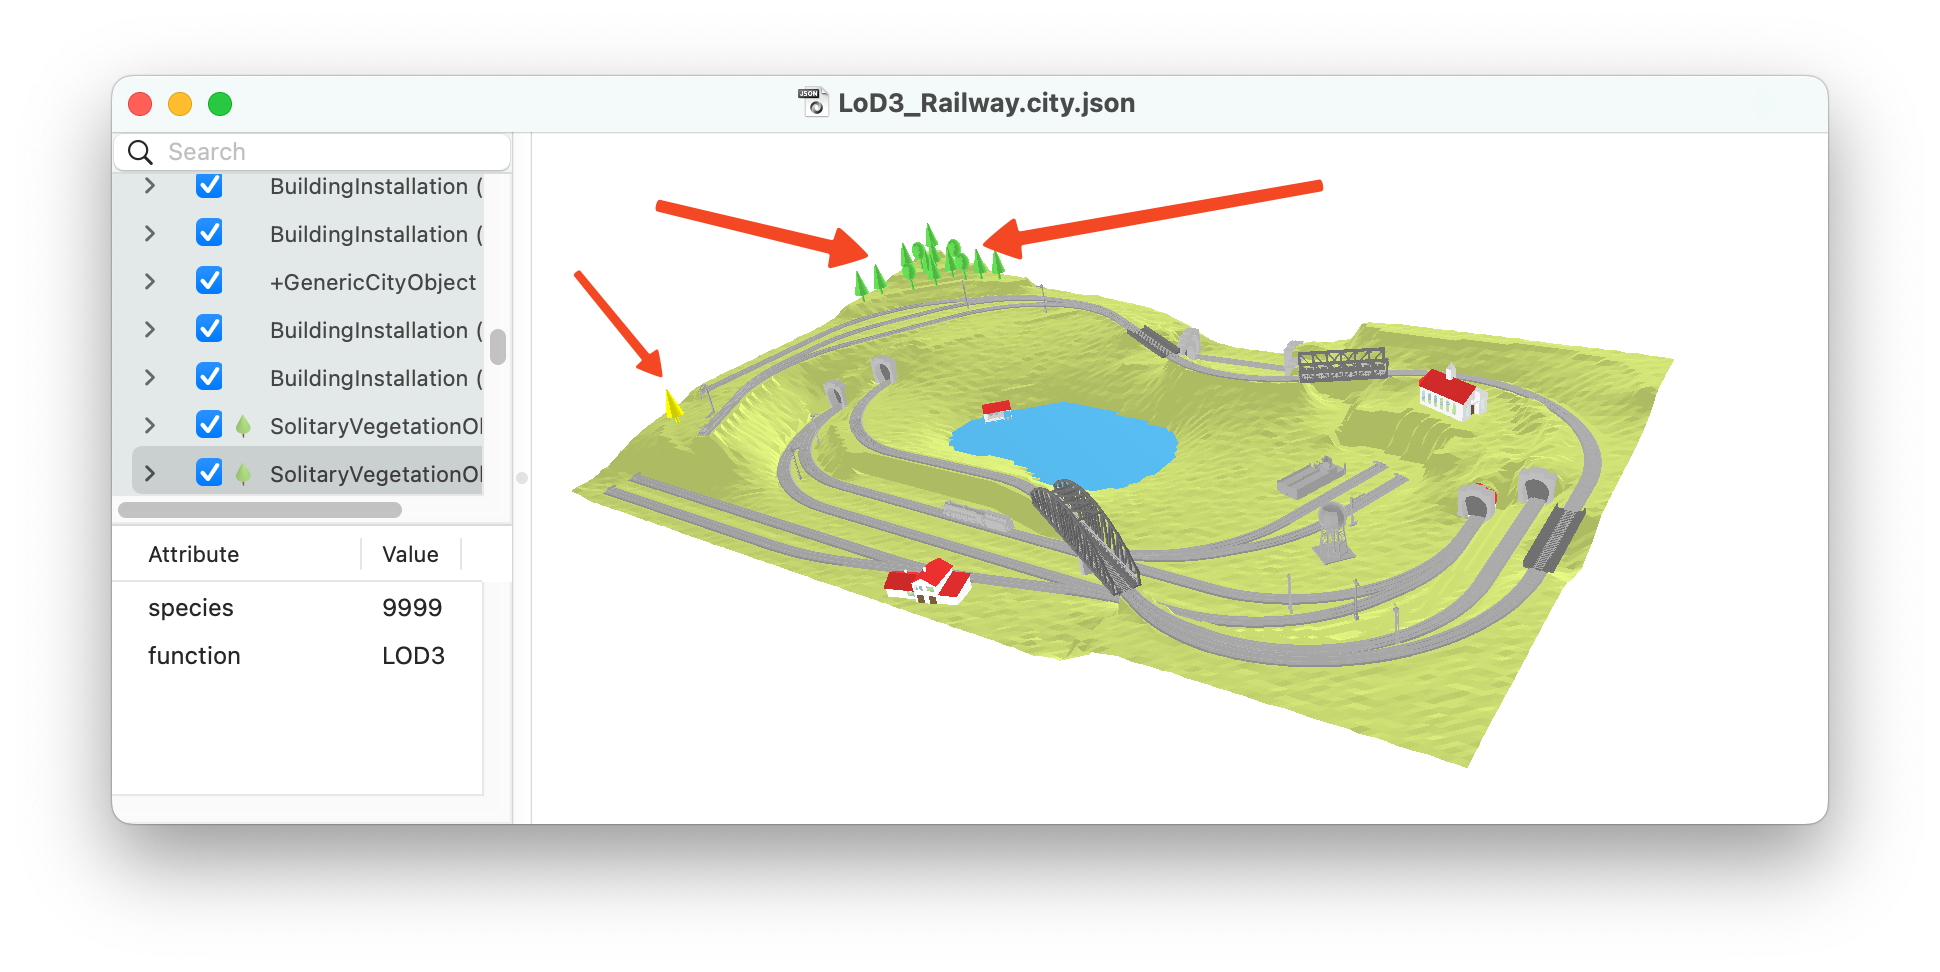 JSON
LoD3_Railway.city.json
Search
BuildingInstallation (
BuildingInstallation (
+GenericCityObject
BuildingInstallation (
BuildingInstallation (
SolitaryVegetationOl
SolitaryVegetationOl
Attribute Value
species 9999
function LOD3